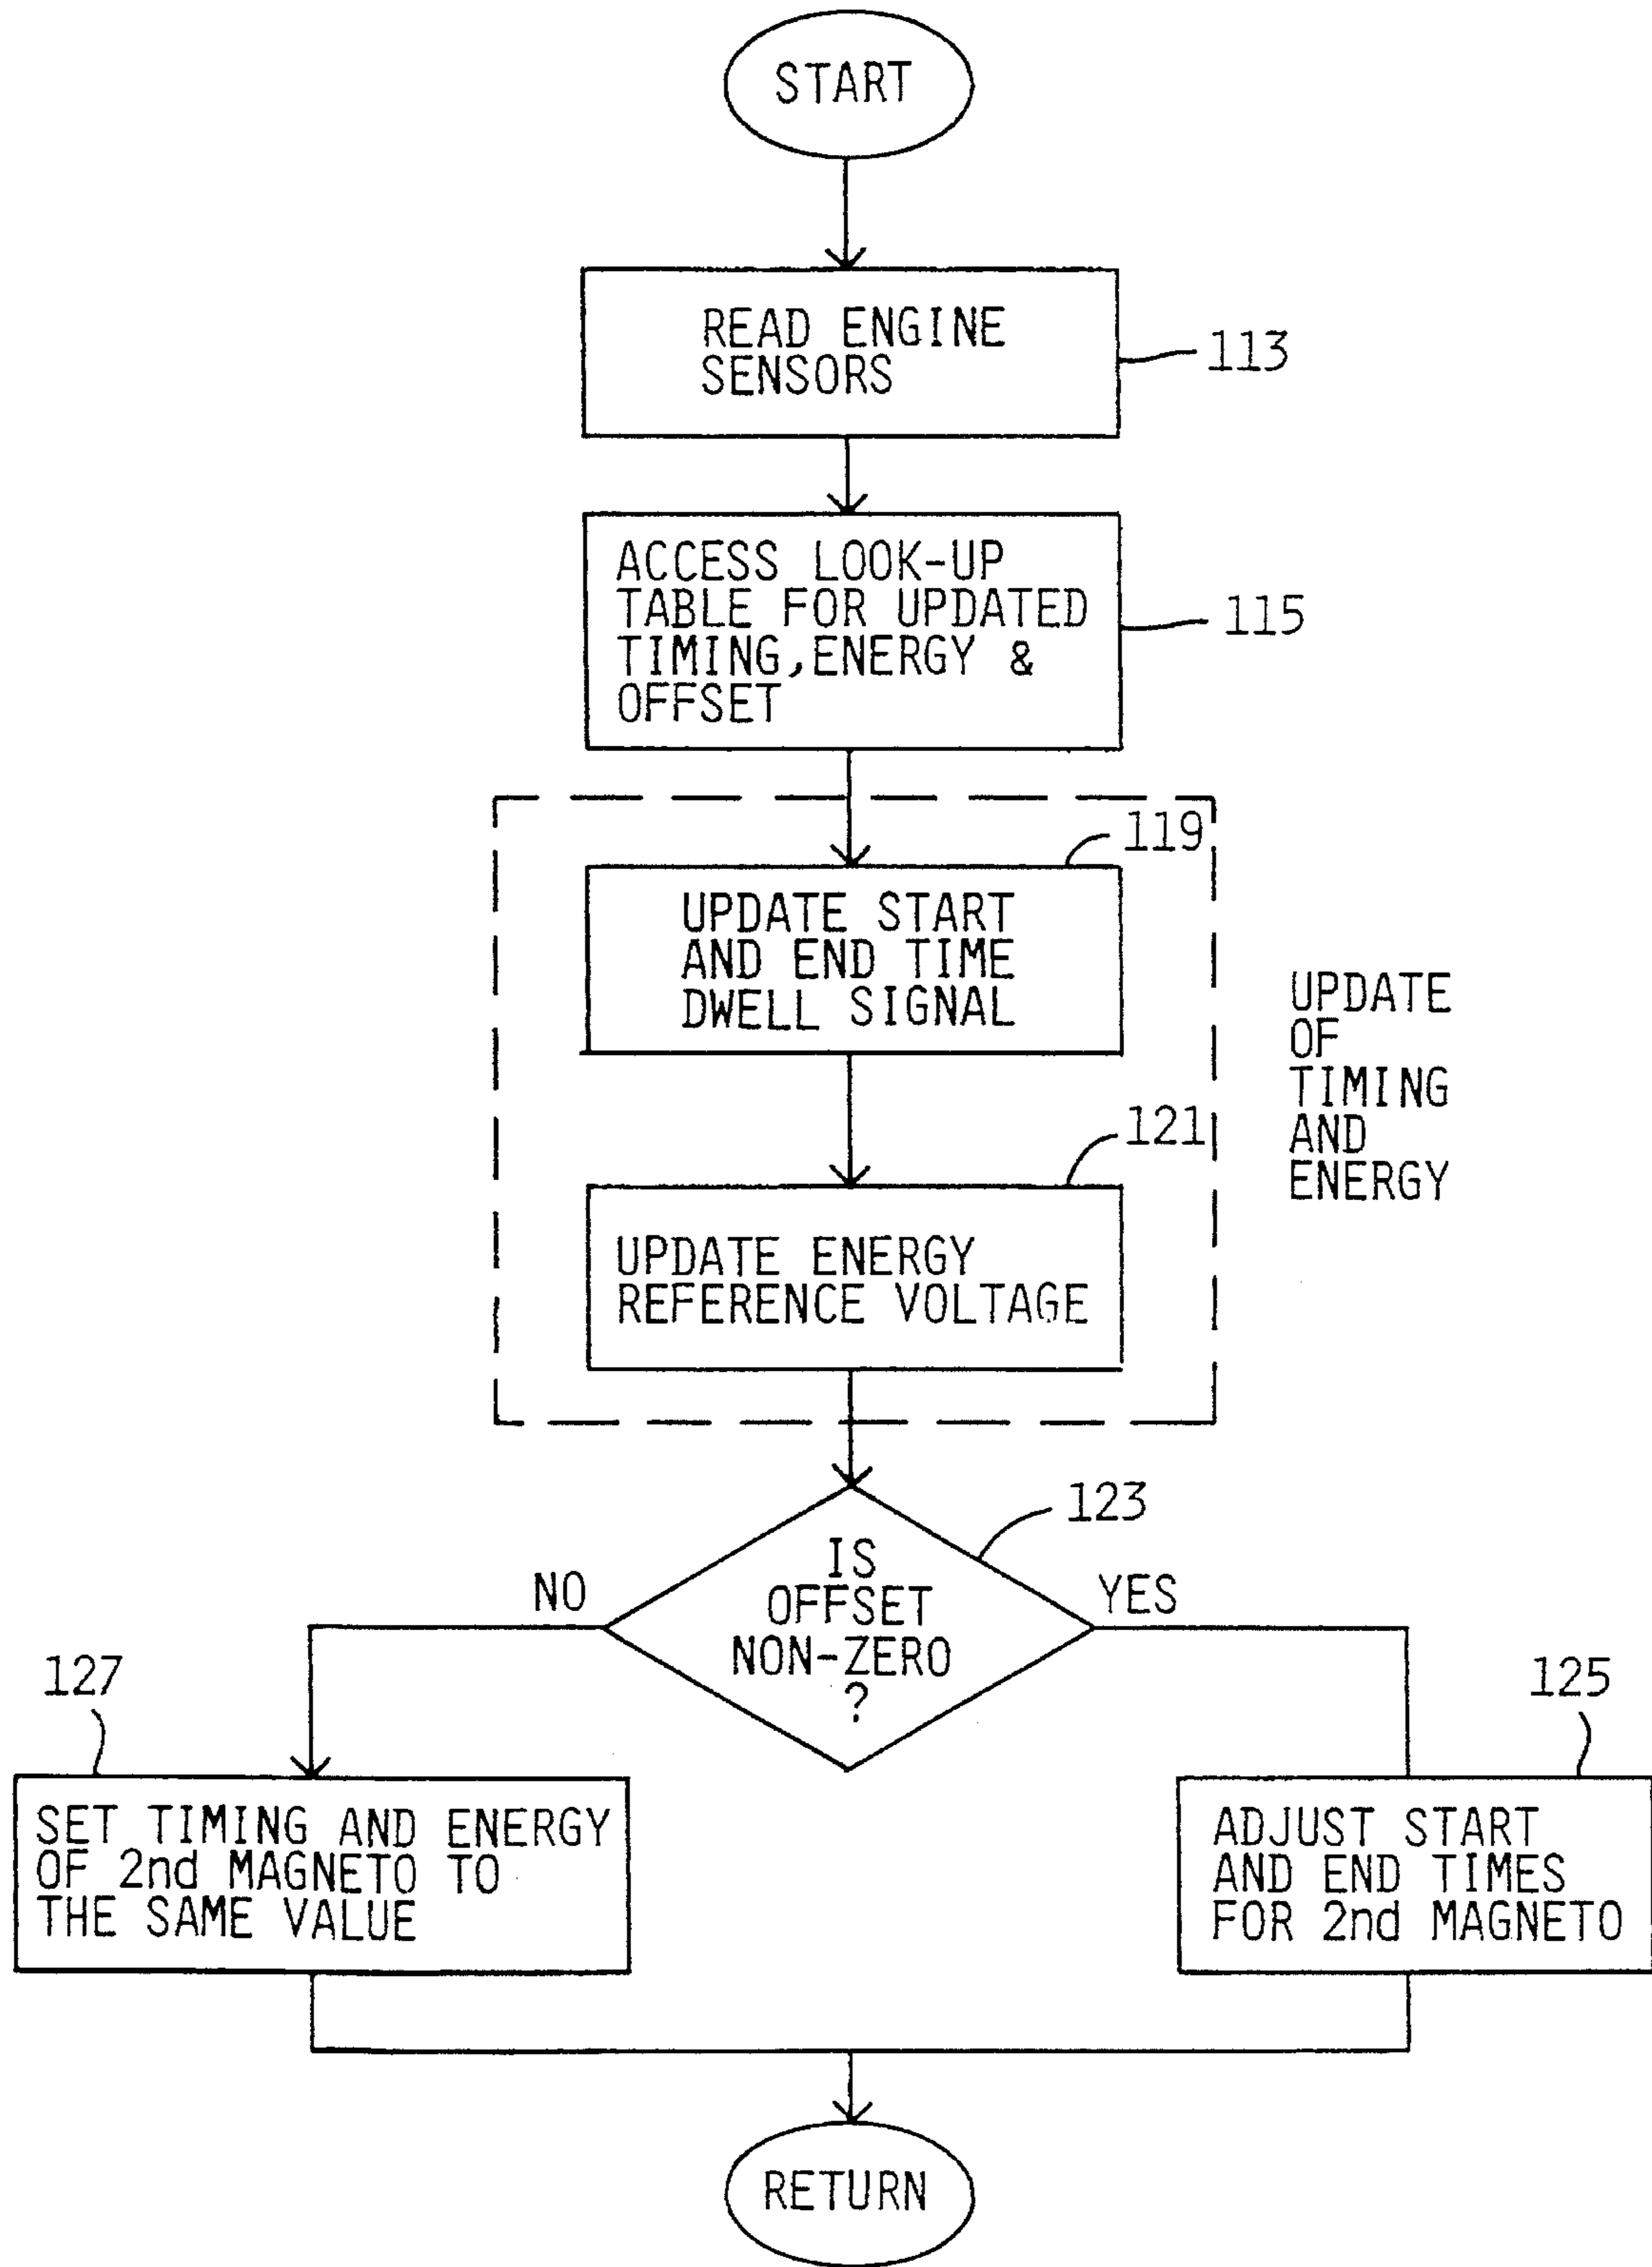 START
READ ENGINE
SENSORS
113
ACCESS LOOK-UP
TABLE FOR UPDATED
TIMING, ENERGY &
OFFSET
115
119
UPDATE START
AND END TIME
DWELL SIGNAL
UPDATE
OF
TIMING
AND
ENERGY
121
UPDATE ENERGY
REFERENCE VOLTAGE
123
IS
OFFSET
NON-ZERO
?
NO
YES
127
SET TIMING AND ENERGY
OF 2nd MAGNETO TO
THE SAME VALUE
125
ADJUST START
AND END TIMES
FOR 2nd MAGNETO
RETURN